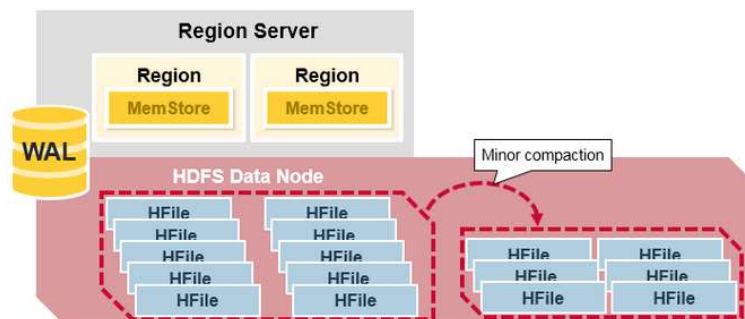 Region Server
Region Region
MemStore MemStore
WAL
Minor compaction
HDFS Data Node
HFile HFile
HFile HFile
HFile HFile
HFile HFile
HFile HFile
HFile HFile
HFile HFile
HFile HFile